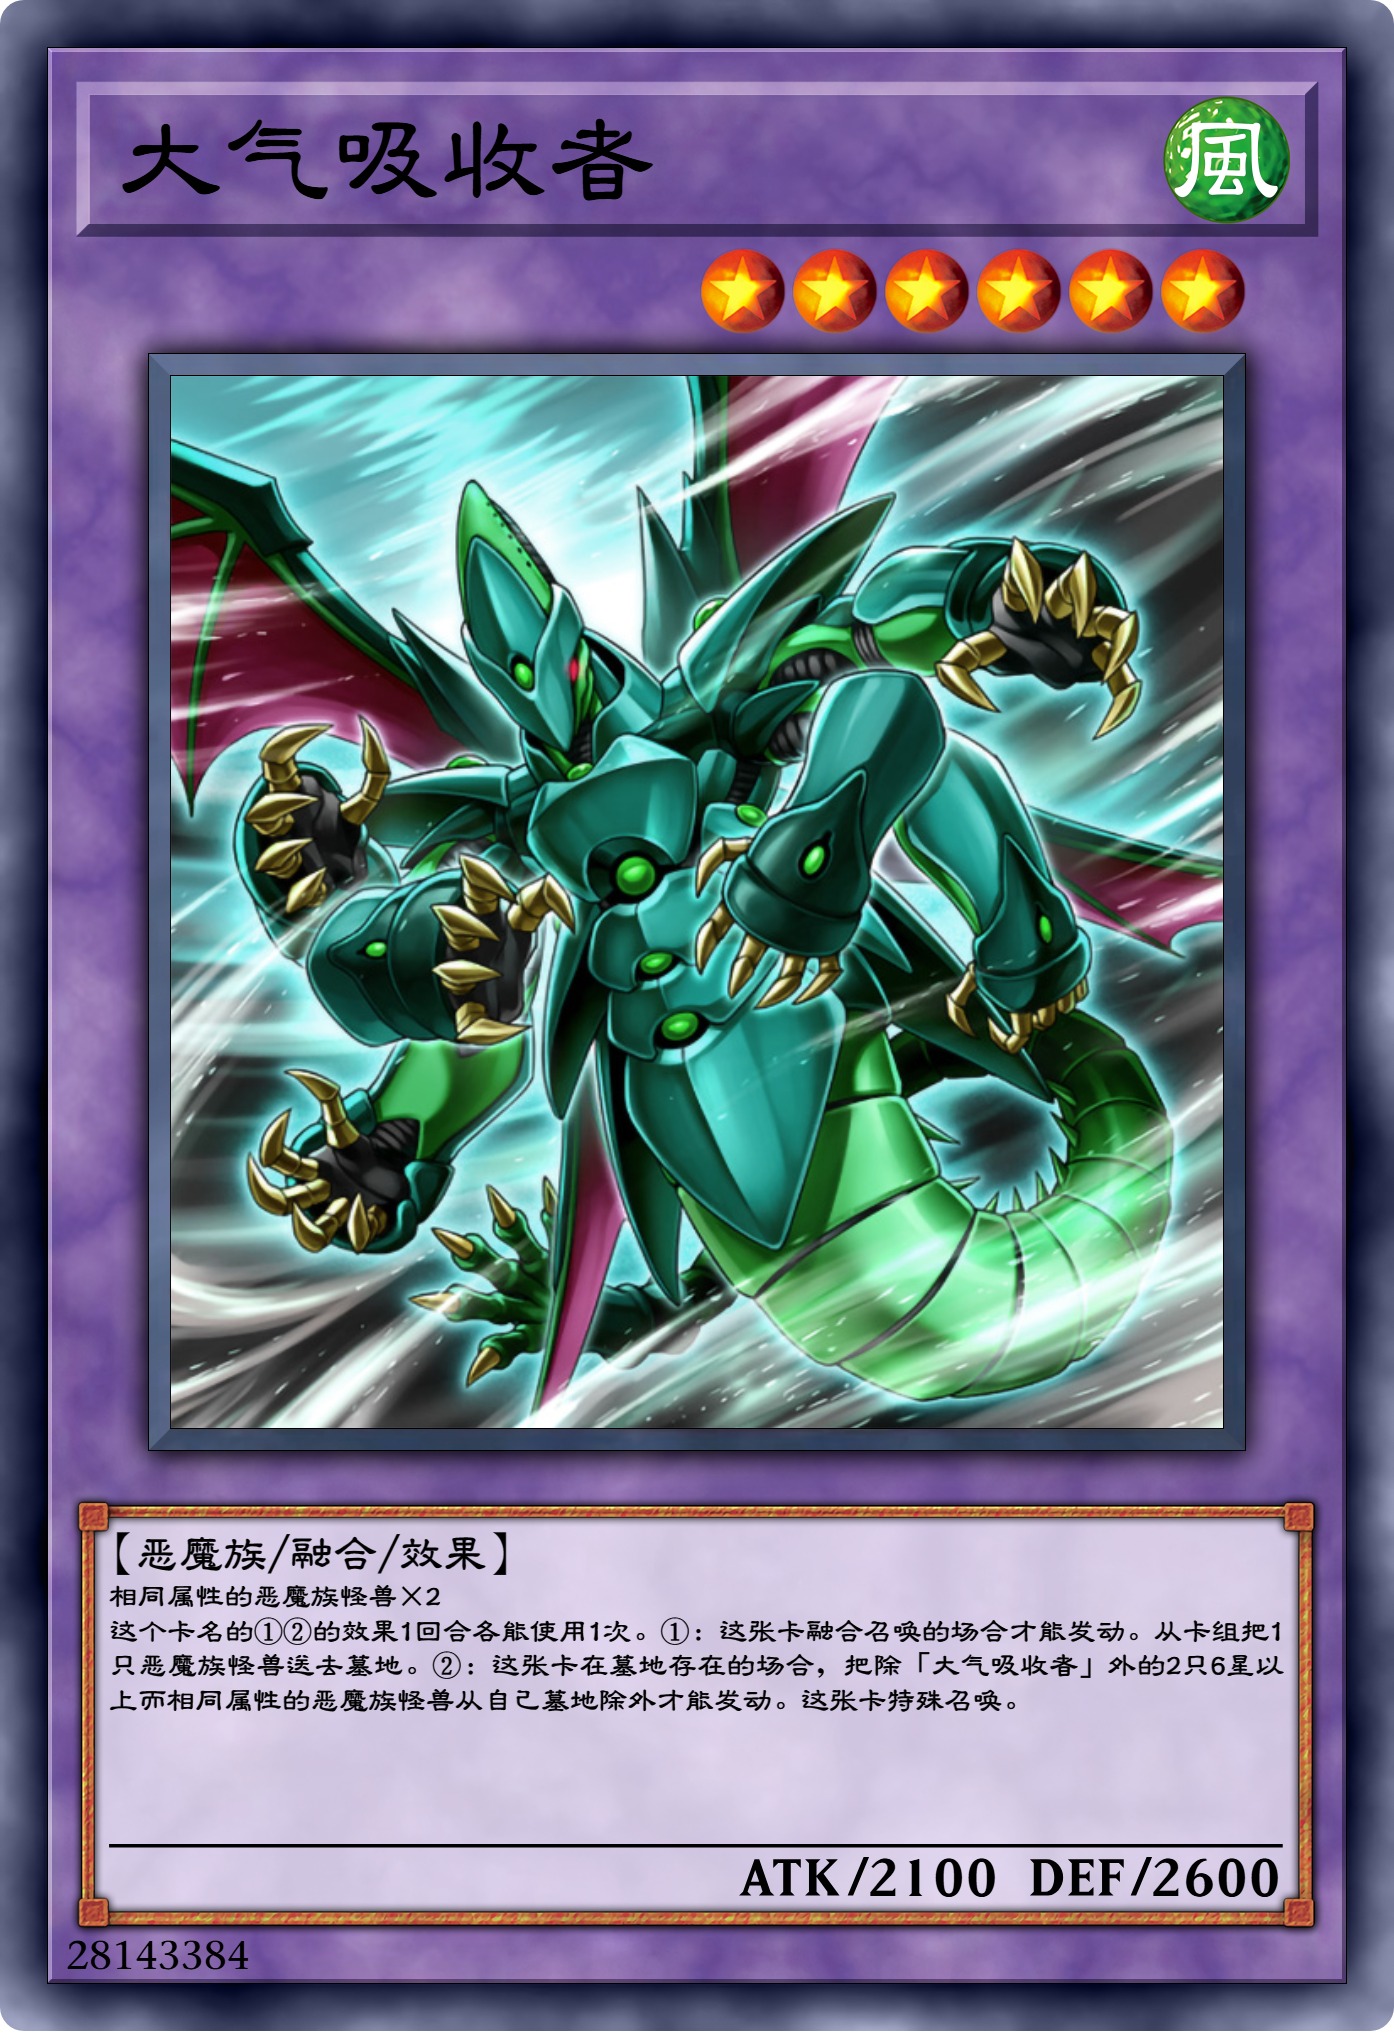 大气吸收者
風
【恶魔族/融合/效果】
相同属性的恶魔族怪兽×2
这个卡名的①②的效果1回合各能使用1次。①：这张卡融合召唤的场合才能发动。从卡组把1
只恶魔族怪兽送去墓地。②：这张卡在墓地存在的场合，把除「大气吸收者」外的2只6星以
上而相同属性的恶魔族怪兽从自己墓地除外才能发动。这张卡特殊召唤。
ATK/2100 DEF/2600
28143384